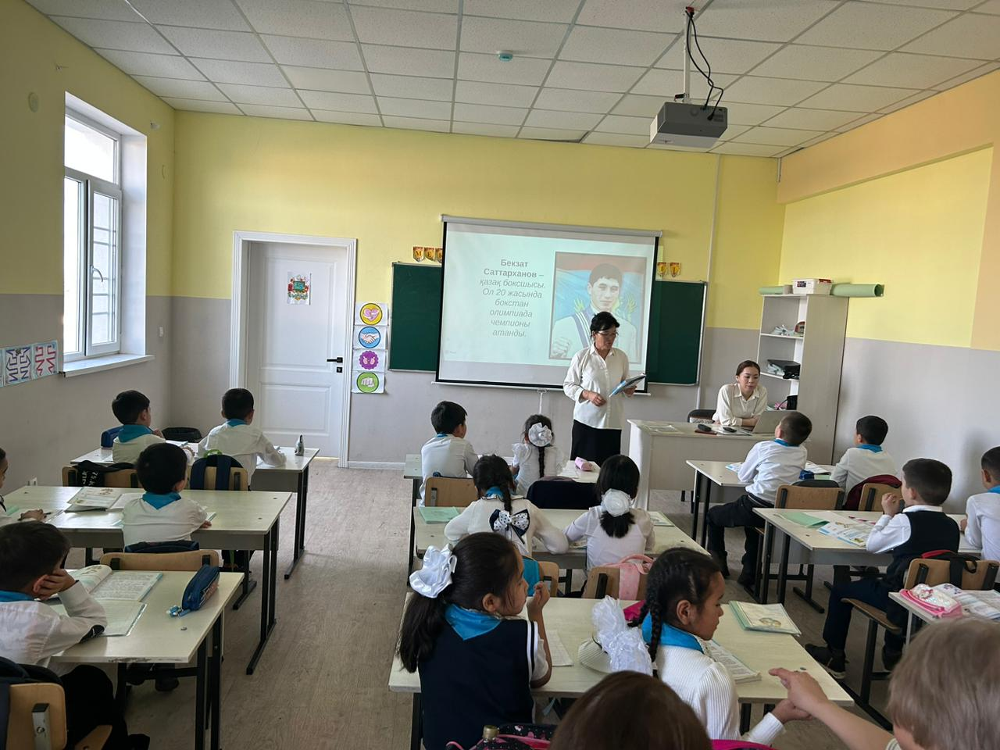 Бекзат
Саттарханов –
қазақ боксшысы.
Ол 20 жасында
бокстан
олимпиада
чемпионы
атанды.